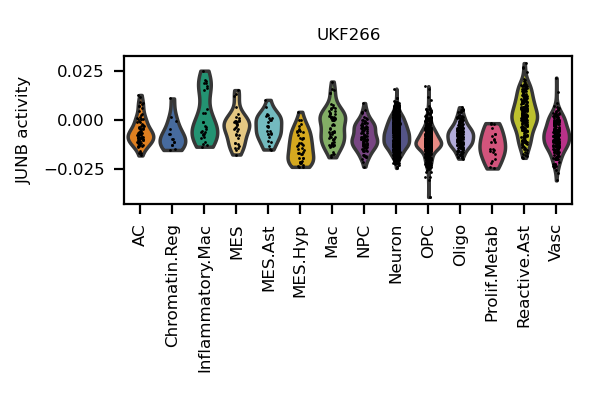 UKF266
JUNB activity
0.025
0.000
−0.025
AC
Chromatin.Reg
Inflammatory.Mac
MES
MES.Ast
MES.Hyp
Mac
NPC
Neuron
OPC
Oligo
Prolif.Metab
Reactive.Ast
Vasc